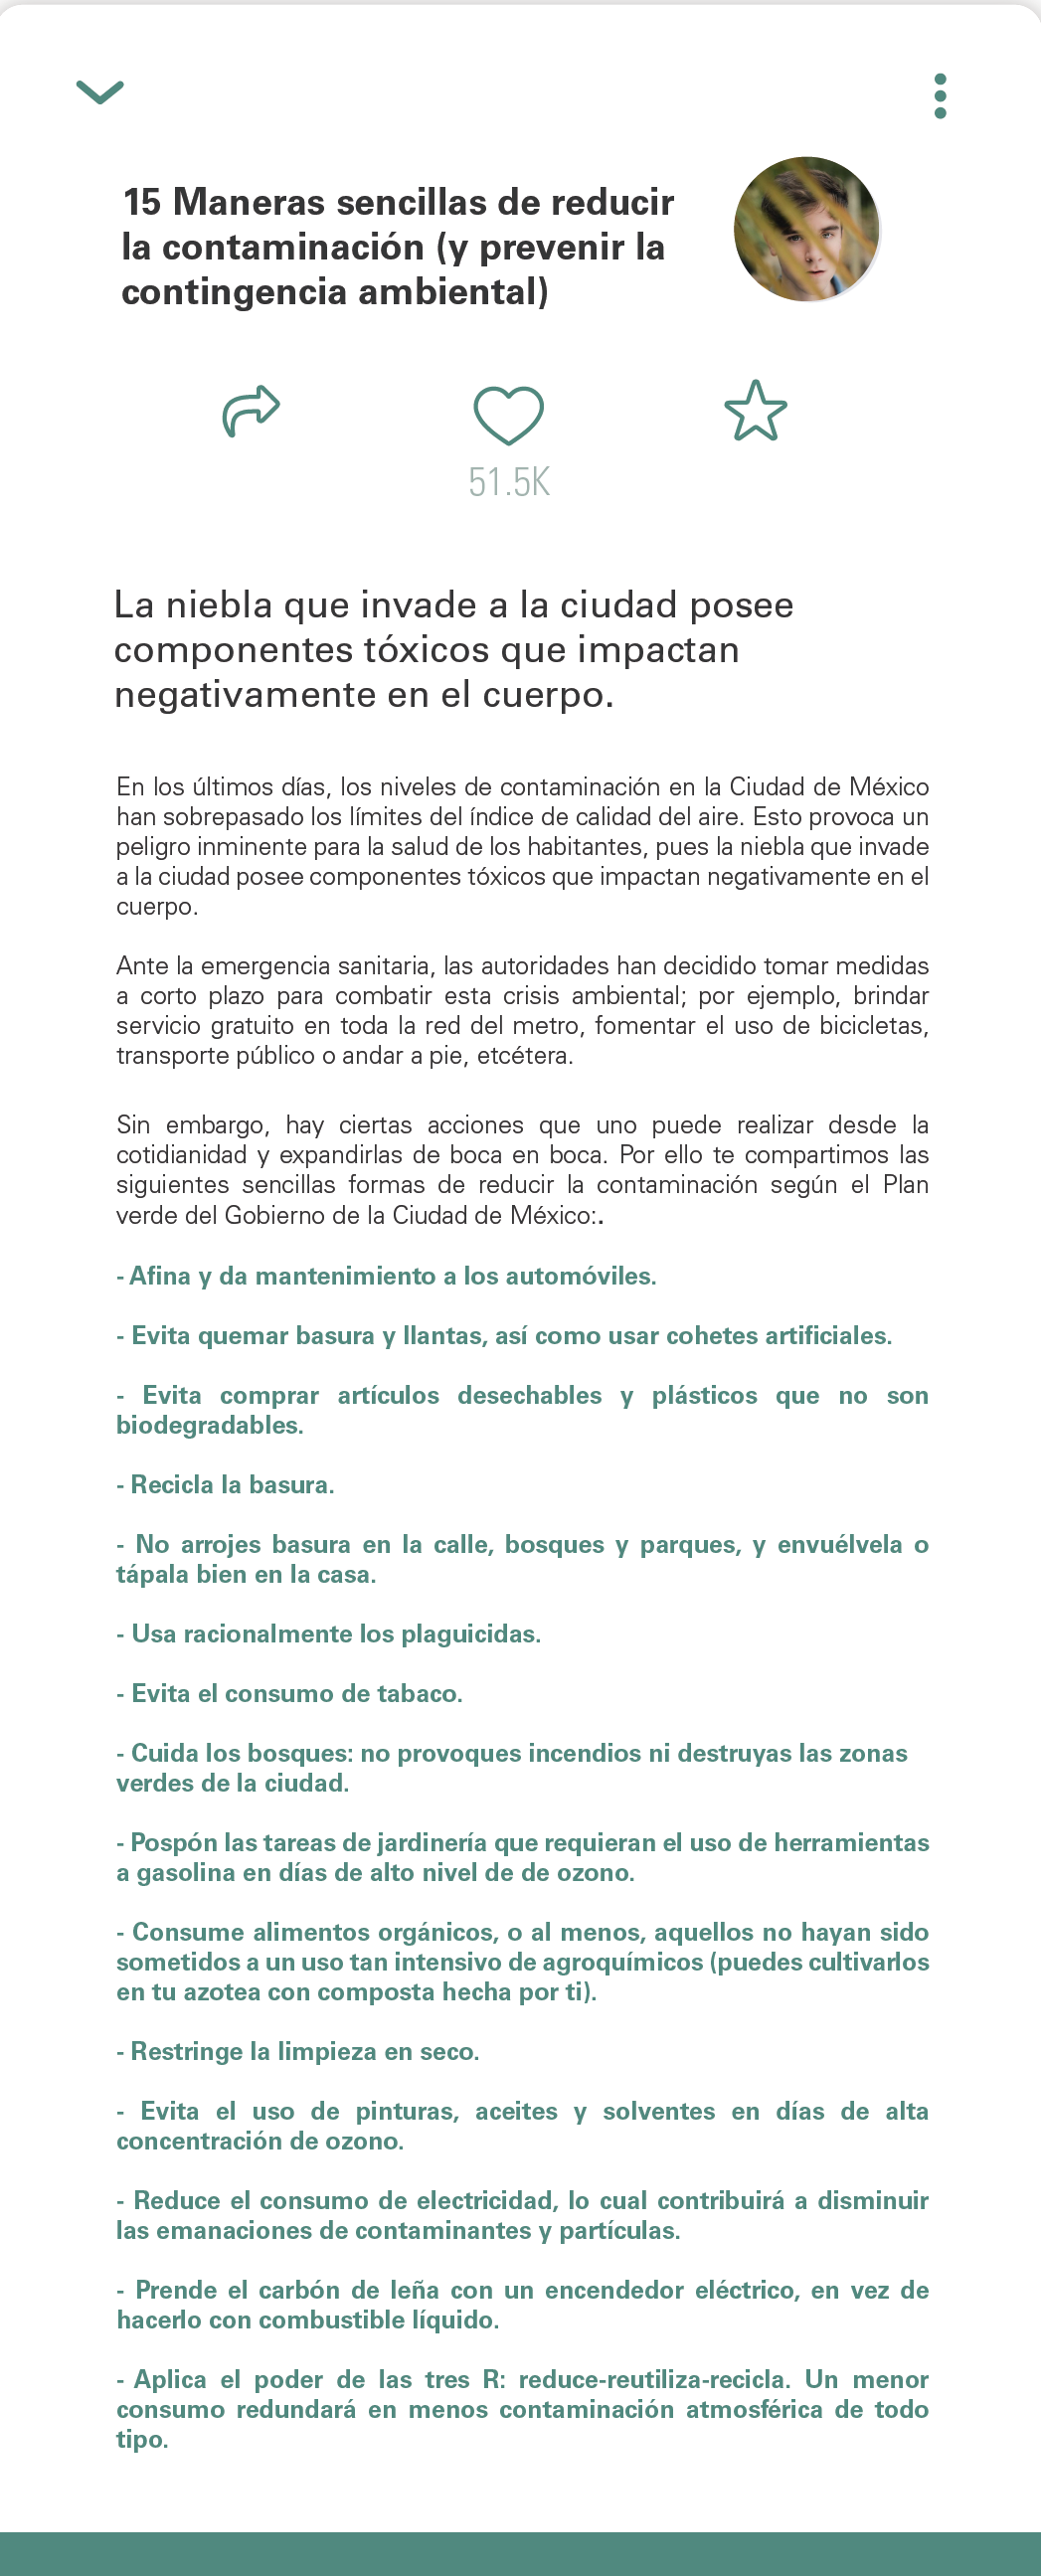 15 Maneras sencillas de reducir
la contaminación (y prevenir la
contingencia ambiental)
51.5K
La niebla que invade a la ciudad posee
componentes tóxicos que impactan
negativamente en el cuerpo.
En los últimos días, los niveles de contaminación en la Ciudad de México
han sobrepasado los límites del índice de calidad del aire. Esto provoca un
peligro inminente para la salud de los habitantes, pues la niebla que invade
a la ciudad posee componentes tóxicos que impactan negativamente en el
cuerpo.
Ante la emergencia sanitaria, las autoridades han decidido tomar medidas
a corto plazo para combatir esta crisis ambiental; por ejemplo, brindar
servicio gratuito en toda la red del metro, fomentar el uso de bicicletas,
transporte público o andar a pie, etcétera.
Sin embargo, hay ciertas acciones que uno puede realizar desde la
cotidianidad y expandirlas de boca en boca. Por ello te compartimos las
siguientes sencillas formas de reducir la contaminación según el Plan
verde del Gobierno de la Ciudad de México:.
- Afina y da mantenimiento a los automóviles.
- Evita quemar basura y llantas, así como usar cohetes artificiales.
- Evita comprar artículos desechables y plásticos que no son
biodegradables.
- Recicla la basura.
- No arrojes basura en la calle, bosques y parques, y envuélvela o
tápala bien en la casa.
- Usa racionalmente los plaguicidas.
- Evita el consumo de tabaco.
- Cuida los bosques: no provoques incendios ni destruyas las zonas
verdes de la ciudad.
- Pospón las tareas de jardinería que requieran el uso de herramientas
a gasolina en días de alto nivel de de ozono.
- Consume alimentos orgánicos, o al menos, aquellos no hayan sido
sometidos a un uso tan intensivo de agroquímicos (puedes cultivarlos
en tu azotea con composta hecha por ti).
- Restringe la limpieza en seco.
- Evita el uso de pinturas, aceites y solventes en días de alta
concentración de ozono.
- Reduce el consumo de electricidad, lo cual contribuirá a disminuir
las emanaciones de contaminantes y partículas.
- Prende el carbón de leña con un encendedor eléctrico, en vez de
hacerlo con combustible líquido.
- Aplica el poder de las tres R: reduce-reutiliza-recicla. Un menor
consumo redundará en menos contaminación atmosférica de todo
tipo.